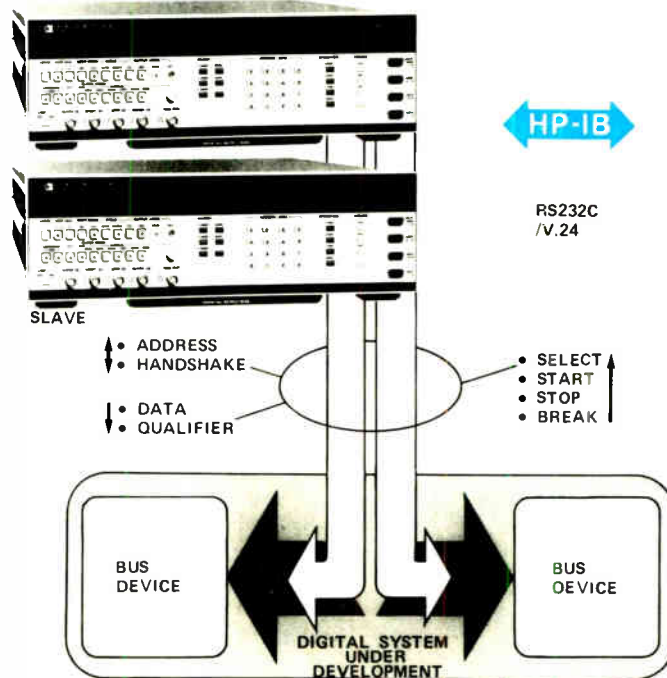 HP-IB
RS232C
/V.24
SLAVE
• ADDRESS
• HANDSHAKE
• DATA
• QUALIFIER
• SELECT
• START
• STOP
• BREAK
BUS
DEVICE
BUS
DEVICE
DIGITAL SYSTEM
UNDER
DEVELOPMENT